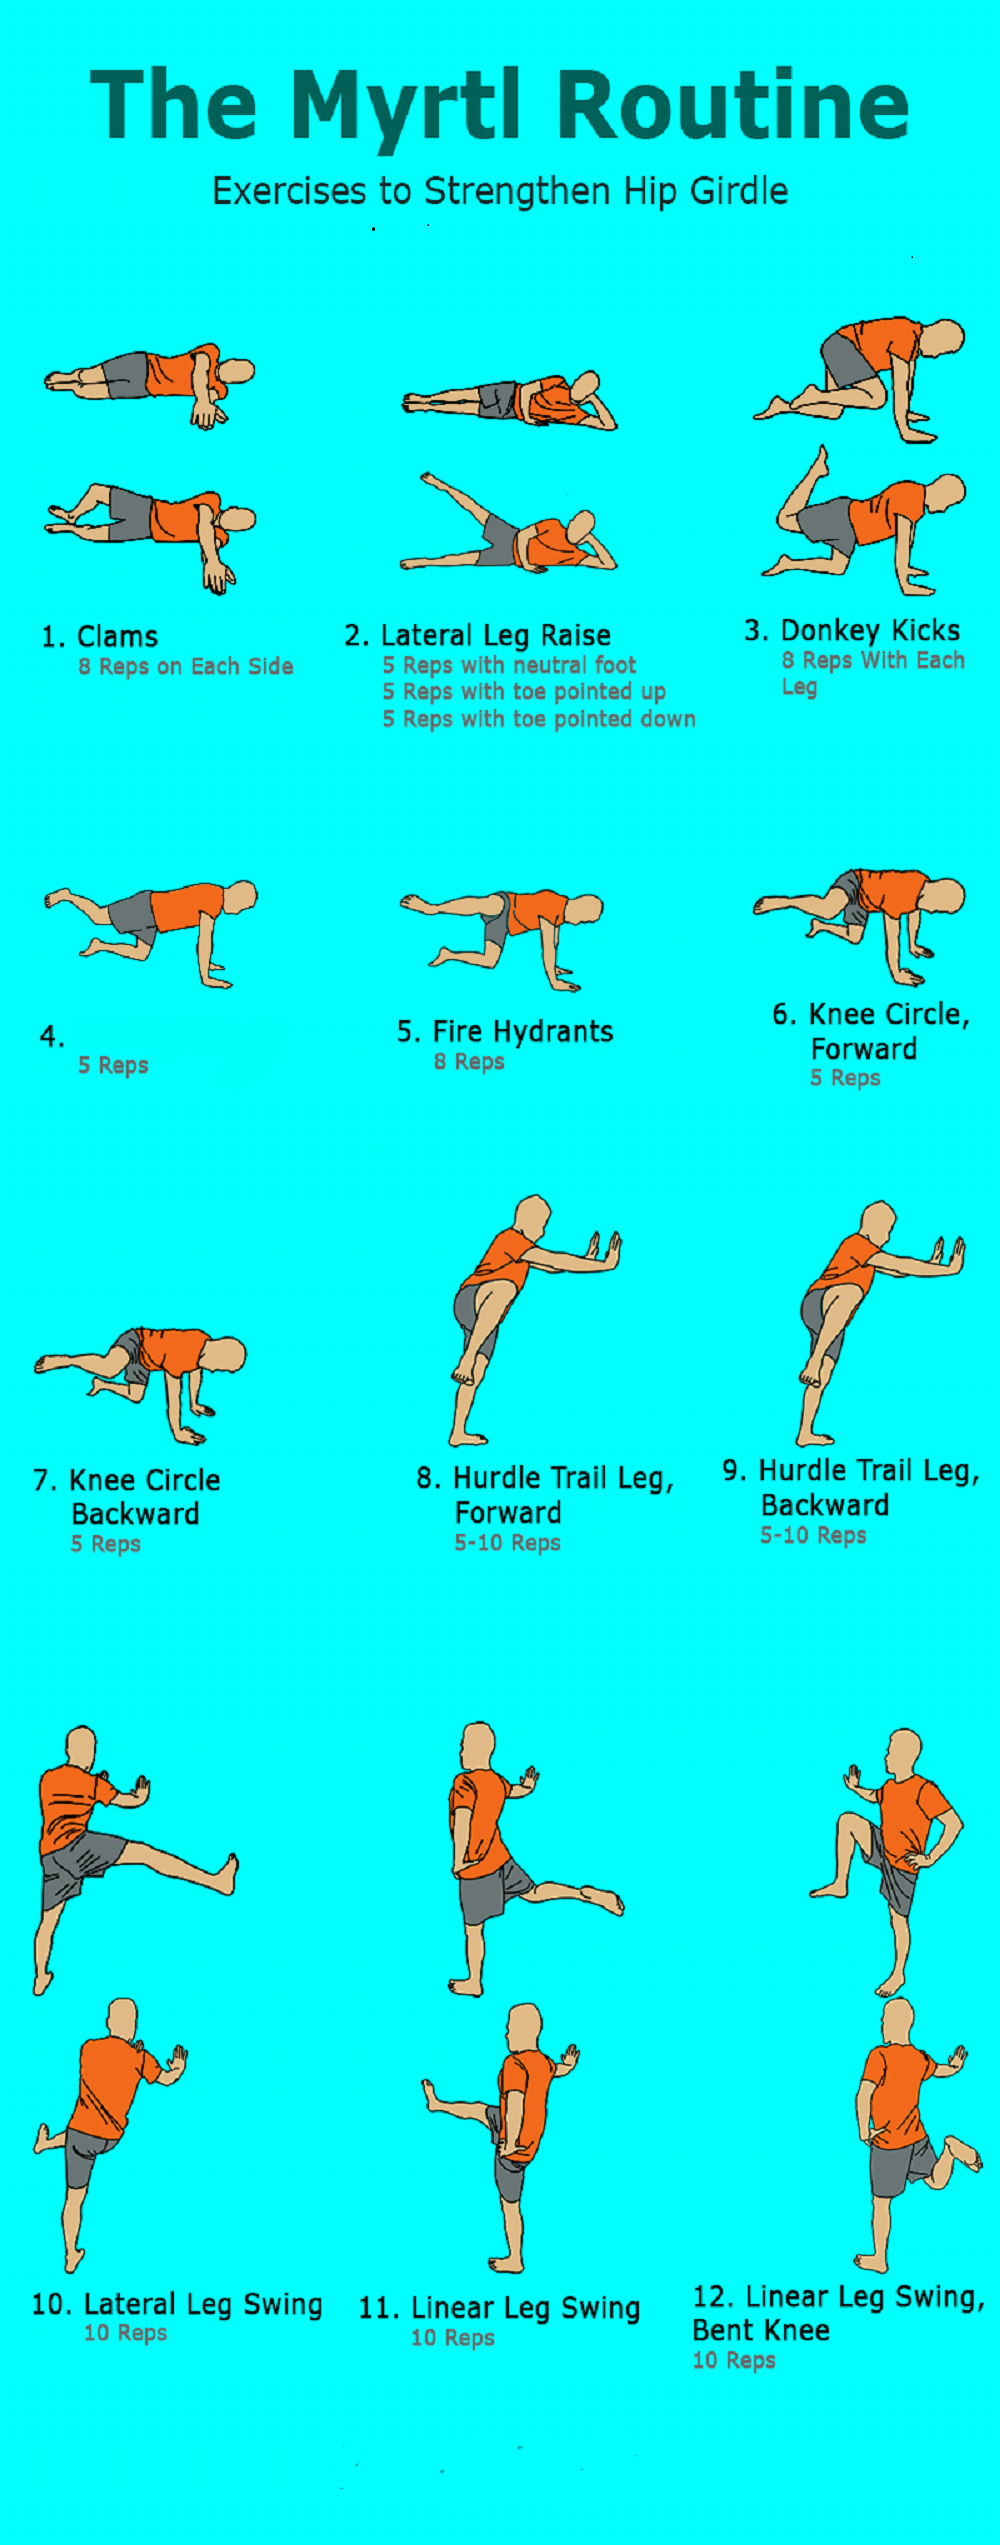 The Myrtl Routine
Exercises to Strengthen Hip Girdle
1. Clams
8 Reps on Each Side
2. Lateral Leg Raise
5 Reps with neutral foot
5 Reps with toe pointed up
5 Reps with toe pointed down
3. Donkey Kicks
8 Reps With Each
Leg
4.
5 Reps
5. Fire Hydrants
8 Reps
6. Knee Circle,
Forward
5 Reps
7. Knee Circle
Backward
5 Reps
8. Hurdle Trail Leg,
Forward
5-10 Reps
9. Hurdle Trail Leg,
Backward
5-10 Reps
10. Lateral Leg Swing
10 Reps
11. Linear Leg Swing
10 Reps
12. Linear Leg Swing,
Bent Knee
10 Reps